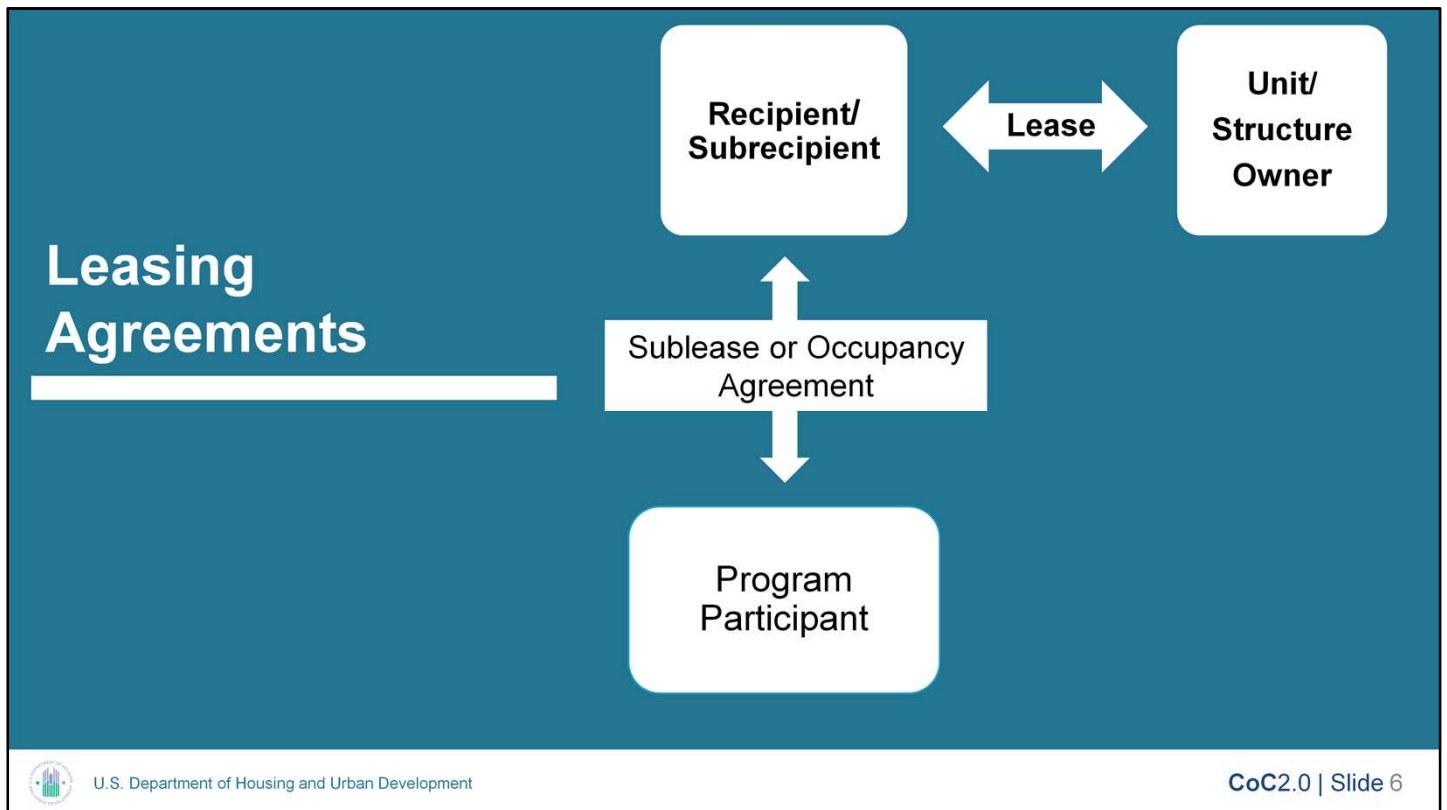 Leasing
Agreements
Recipient/
Subrecipient
Lease
Unit/
Structure
Owner
Sublease or Occupancy
Agreement
Program
Participant
U.S. Department of Housing and Urban Development
CoC2.0 | Slide 6